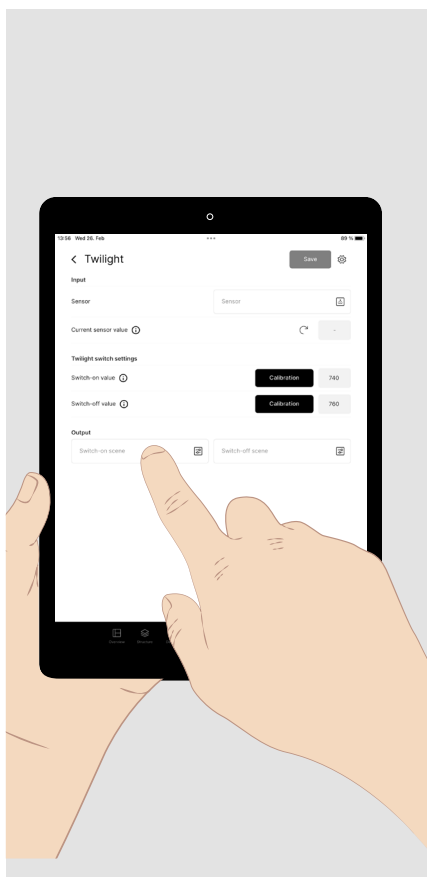 13:56 Wed 26. Feb 69 %
Twilight Save
Input
Sensor Sensor
Current sensor value -
Twilight switch settings
Switch-on value Calibration 740
Switch-off value Calibration 760
Output
Switch-on scene Switch-off scene